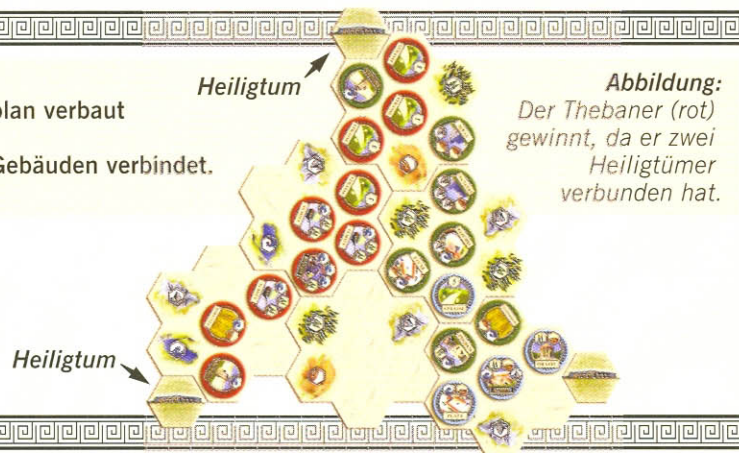 Heiligtum
plan verbaut
Gebäuden verbindet.
Abbildung:
Der Thebaner (rot)
gewinnt, da er zwei
Heiligtümer
verbunden hat.
Heiligtum